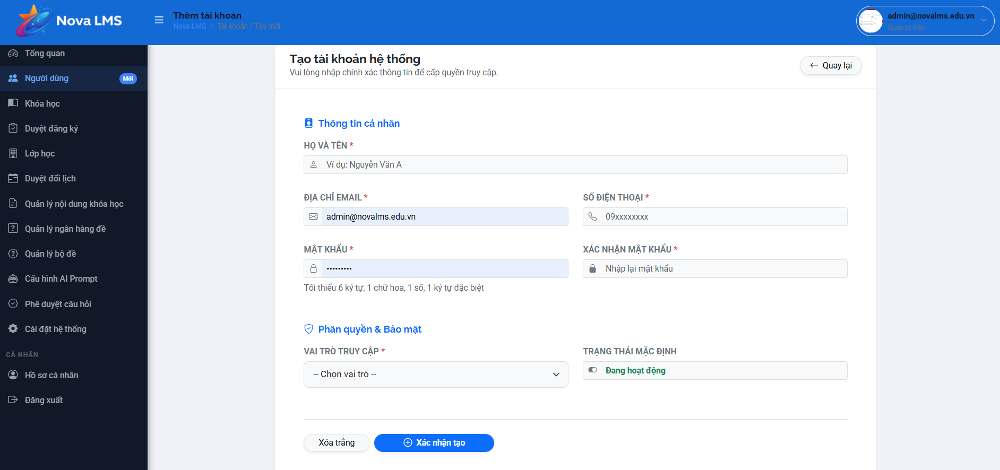 Nova LMS
Thêm tài khoản
Nova LMS > Tài khoản / Tạo mới
admin@novalms.edu.vn
Quản trị viên
Tổng quan
Người dùng Mới
Khóa học
Duyệt đăng ký
Lớp học
Duyệt đổi lịch
Quản lý nội dung khóa học
Quản lý ngân hàng đề
Quản lý bộ đề
Cấu hình AI Prompt
Phê duyệt câu hỏi
Cài đặt hệ thống
CÁ NHÂN
Hồ sơ cá nhân
Đăng xuất
Tạo tài khoản hệ thống
Vui lòng nhập chính xác thông tin để cấp quyền truy cập.
Quay lại
Thông tin cá nhân
HỌ VÀ TÊN *
Ví dụ: Nguyễn Văn A
ĐỊA CHỈ EMAIL *
admin@novalms.edu.vn
SỐ ĐIỆN THOẠI *
09xxxxxxxx
MẬT KHẨU *
•••••••••
Tối thiểu 6 ký tự, 1 chữ hoa, 1 số, 1 ký tự đặc biệt
XÁC NHẬN MẬT KHẨU *
Nhập lại mật khẩu
Phân quyền & Bảo mật
VAI TRÒ TRUY CẬP *
-- Chọn vai trò --
TRẠNG THÁI MẶC ĐỊNH
Đang hoạt động
Xóa trắng
Xác nhận tạo